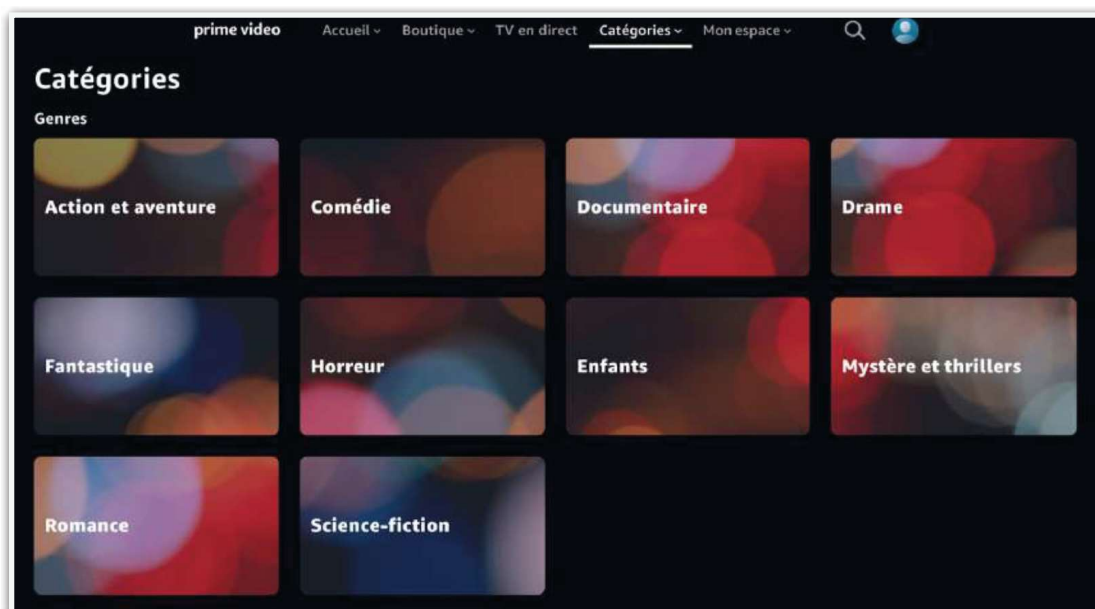 prime video Accueil Boutique TV en direct Catégories Mon espace
Catégories
Genres
Action et aventure Comédie Documentaire Drame
Fantastique Horreur Enfants Mystère et thrillers
Romance Science-fiction